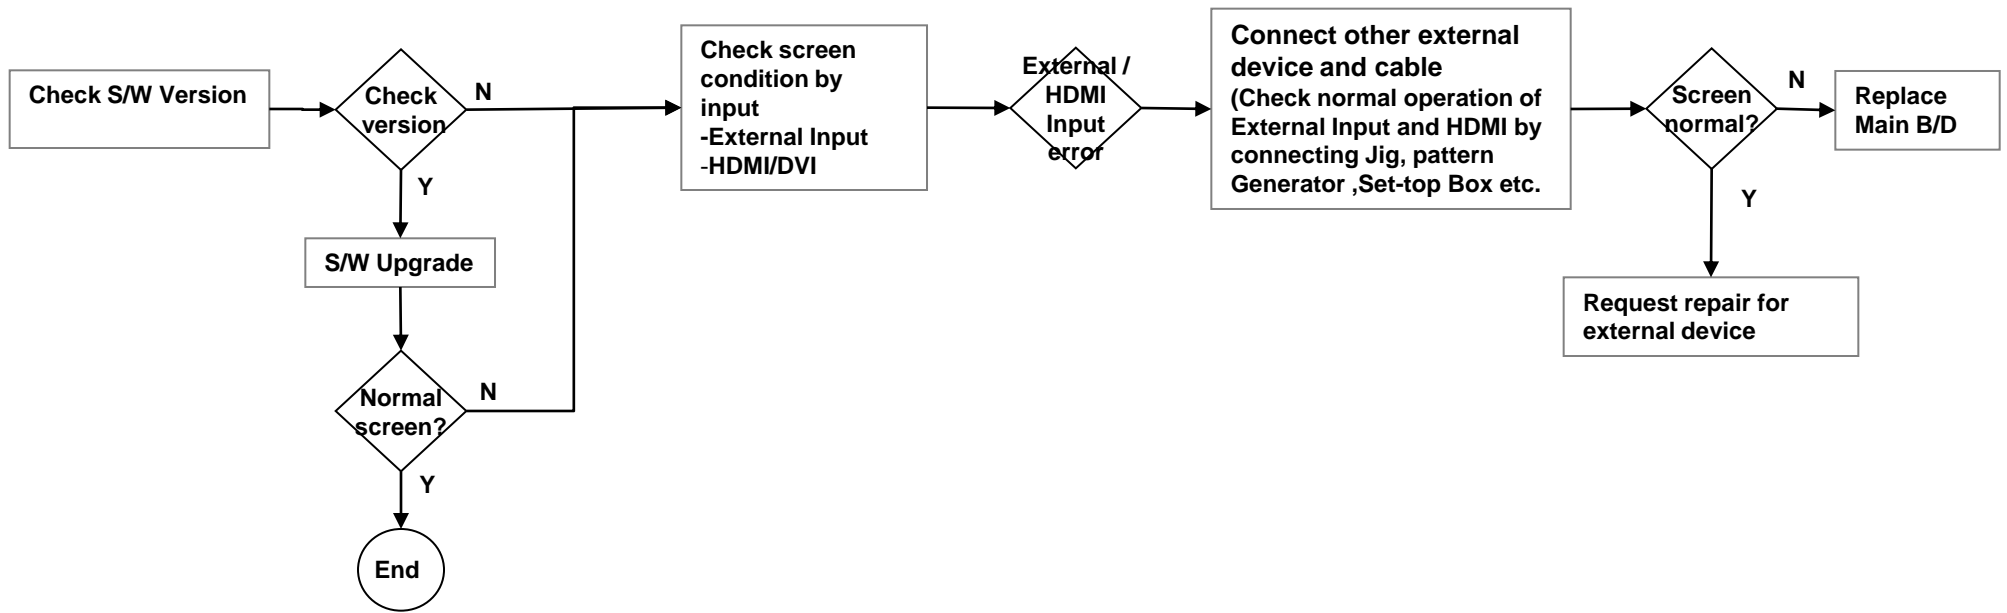 Check S/W Version
Check
version
N
Y
S/W Upgrade
Normal
screen?
N
Y
End
Check screen
condition by
input
-External Input
-HDMI/DVI
External /
HDMI
Input
error
Connect other external
device and cable
(Check normal operation of
External Input and HDMI by
connecting Jig, pattern
Generator ,Set-top Box etc.
Screen
normal?
N
Y
Replace
Main B/D
Request repair for
external device